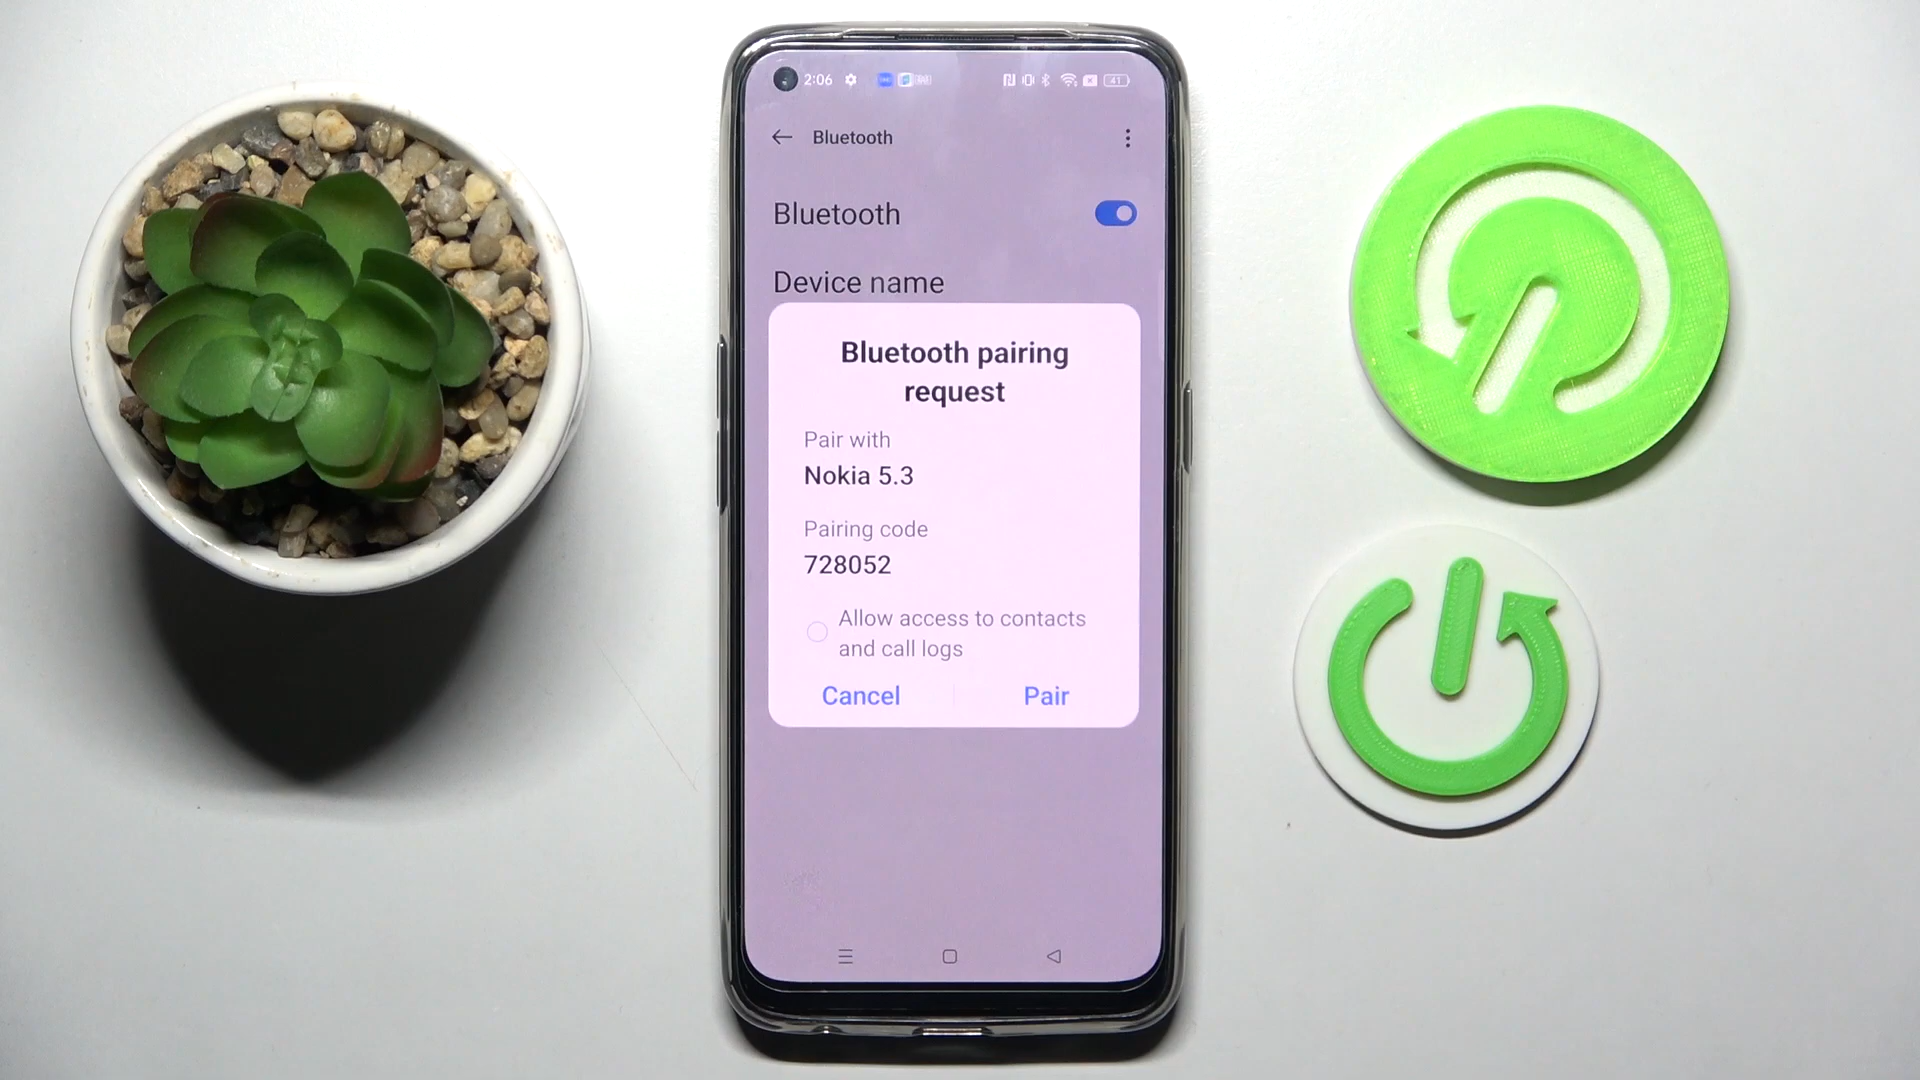 2:06
41
Bluetooth
Bluetooth
Device name
Bluetooth pairing
request
Pair with
Nokia 5.3
Pairing code
728052
Allow access to contacts
and call logs
Cancel
Pair